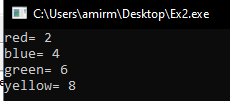 C:\Users\amirm\Desktop\Ex2.exe
red= 2
blue= 4
green= 6
yellow= 8